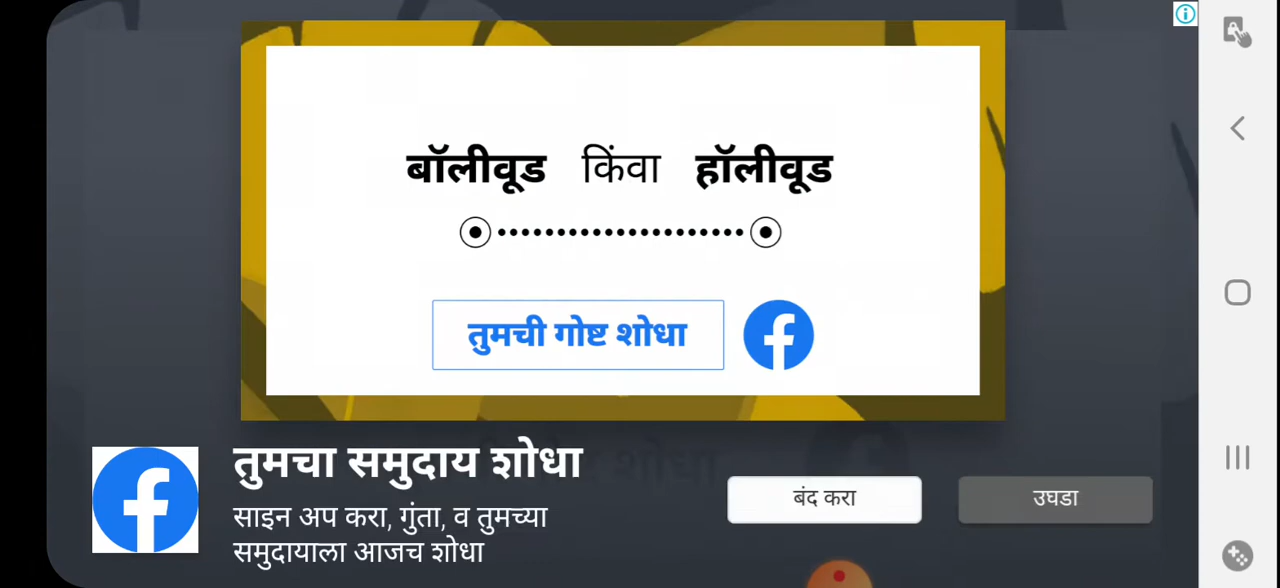 बॉलीवूड किंवा हॉलीवूड
तुमची गोष्ट शोधा
तुमचा समुदाय शोधा
साइन अप करा, गुंता, व तुमच्या
समुदायाला आजच शोधा
बंद करा
उघडा